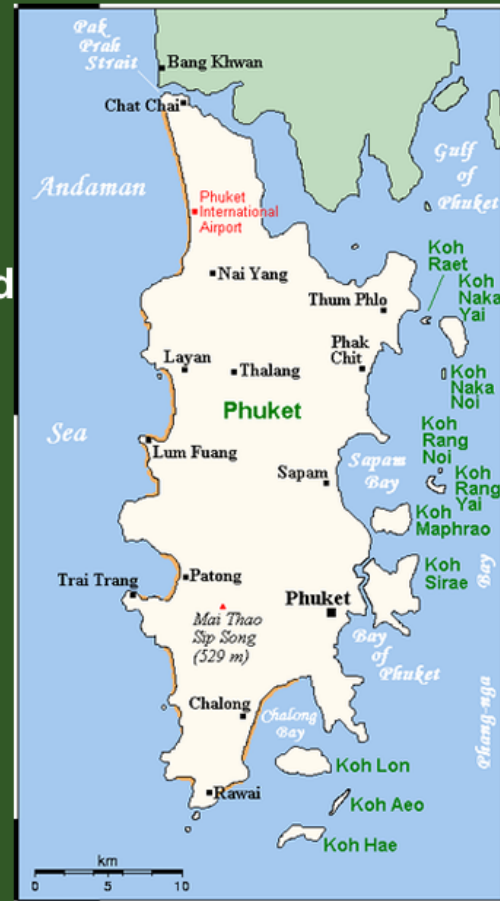 Pak
Prah
Strait
Bang Khwan
Chat Chai
Andaman
Gulf
of
Phuket
Phuket
International
Airport
Koh
Raet
Nai Yang
Koh
Naka
Yai
Thum Phlo
Phak
Chit
Layan
Thalang
Koh
Naka
Noi
Phuket
Sea
Lum Fuang
Koh
Rang
Noi
Sapam
Sapam
Bay
Koh
Rang
Yai
Koh
Maphrao
Trai Trang
Patong
Koh
Sirae
Phuket
Mai Thao
Sip Song
(529 m)
Bay
of
Phuket
Phang-nga
Bay
Chalong
Chalong
Bay
Koh Lon
Rawai
Koh Aeo
Koh Hae
km
0 5 10
d